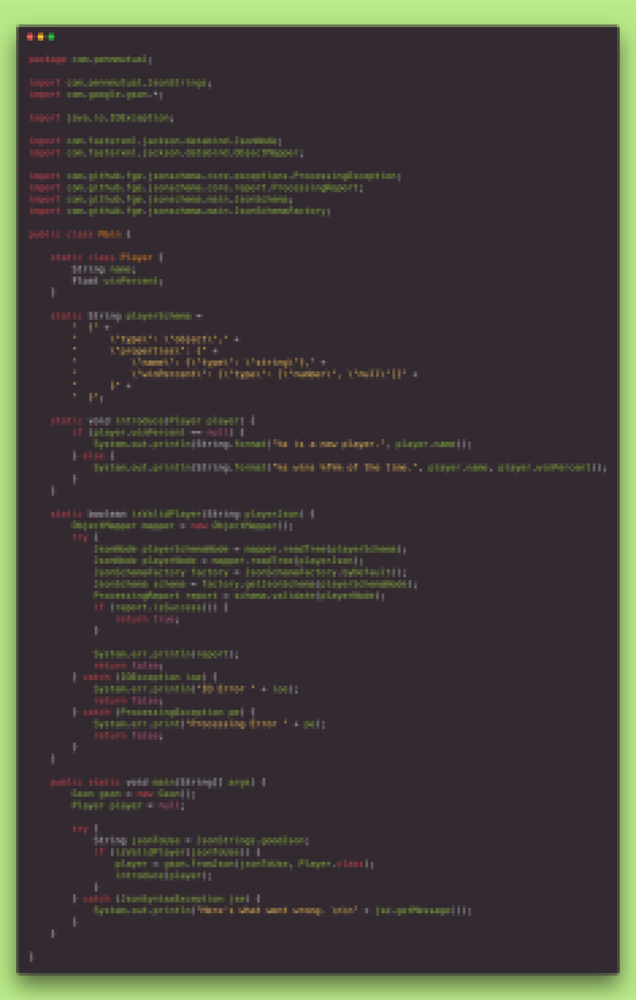 package com.pennmutual;
import com.pennmutual.JsonStrings;
import com.google.gson.*;
import java.io.IOException;
import com.fasterxml.jackson.databind.JsonNode;
import com.fasterxml.jackson.databind.ObjectMapper;
import com.github.fge.jsonschema.core.exceptions.ProcessingException;
import com.github.fge.jsonschema.core.report.ProcessingReport;
import com.github.fge.jsonschema.main.JsonSchema;
import com.github.fge.jsonschema.main.JsonSchemaFactory;
public class Main {
static class Player {
String name;
Float winPercent;
}
static String playerSchema =
"  {" +
"      \"type\": \"object\"," +
"      \"properties\": {" +
"          \"name\": {\"type\": \"string\"}," +
"          \"winPercent\": {\"type\": [\"number\", \"null\"]}" +
"      }" +
"  }";
static void introduce(Player player) {
if (player.winPercent == null) {
System.out.println(String.format("%s is a new player.", player.name));
} else {
System.out.println(String.format("%s wins of the time.", player.name, player.winPercent));
}
}
static boolean isValidPlayer(String playerJson) {
ObjectMapper mapper = new ObjectMapper();
try {
JsonNode playerSchemaNode = mapper.readTree(playerSchema);
JsonNode playerNode = mapper.readTree(playerJson);
JsonSchemaFactory factory = JsonSchemaFactory.byDefault();
JsonSchema schema = factory.getJsonSchema(playerSchemaNode);
ProcessingReport report = schema.validate(playerNode);
if (report.isSuccess()) {
return true;
}
System.err.println(report);
return false;
} catch (IOException ioe) {
System.err.println("IO Error " + ioe);
return false;
} catch (ProcessingException pe) {
System.err.print("Processing Error " + pe);
return false;
}
}
public static void main(String[] args) {
Gson gson = new Gson();
Player player = null;
try {
String = JsonStrings.goodJson;
if (isValidPlayer( )) {
player = gson.fromJson( , Player.class);
introduce(player);
}
} catch (JsonSyntaxException jse) {
System.out.println("Here's what went wrong, + jse.getMessage());
}
}
}